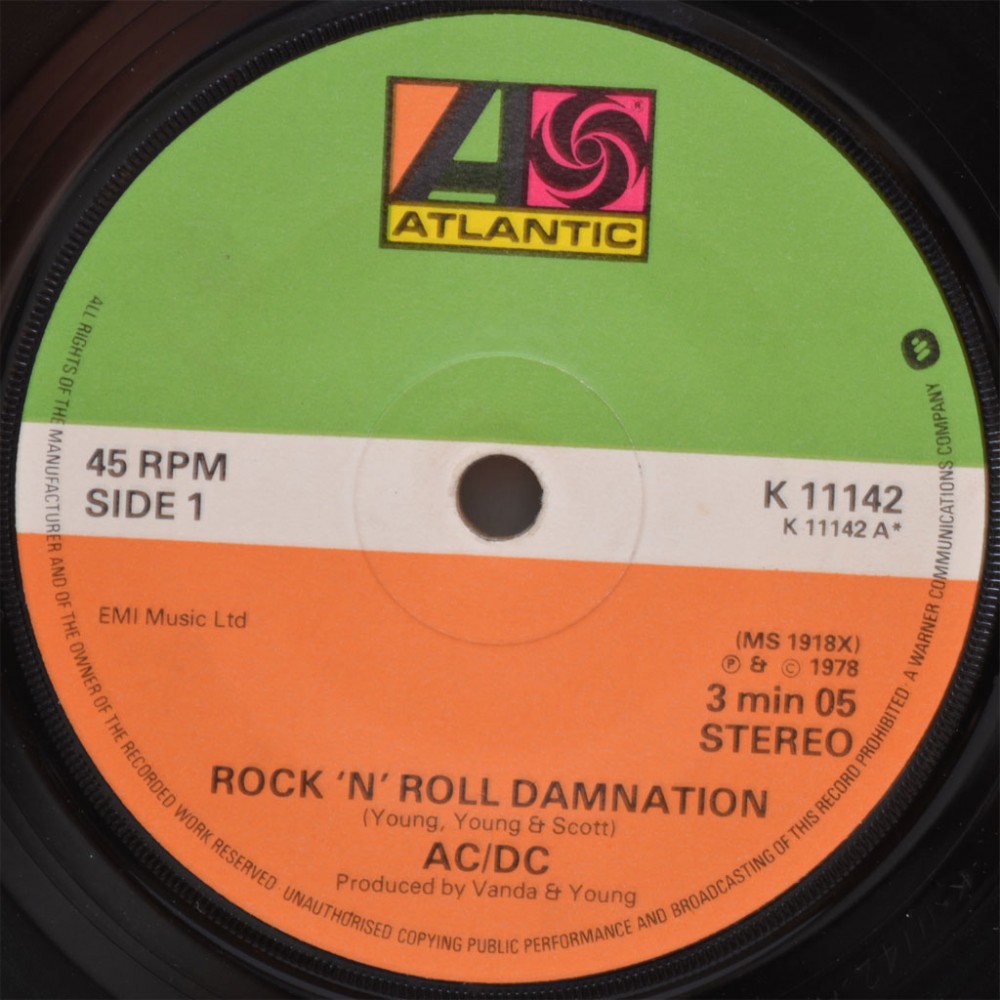 ATLANTIC
45 RPM
SIDE 1
K 11142
K 11142 A*
EMI Music Ltd
(MS 1918X)
Ⓟ & © 1978
3 min 05
STEREO
ROCK 'N' ROLL DAMNATION
(Young, Young & Scott)
AC/DC
Produced by Vanda & Young
ALL RIGHTS OF THE MANUFACTURER AND OF THE OWNER OF THE RECORDED WORK RESERVED · UNAUTHORISED COPYING PUBLIC PERFORMANCE AND BROADCASTING OF THIS RECORD PROHIBITED · A WARNER COMMUNICATIONS COMPANY